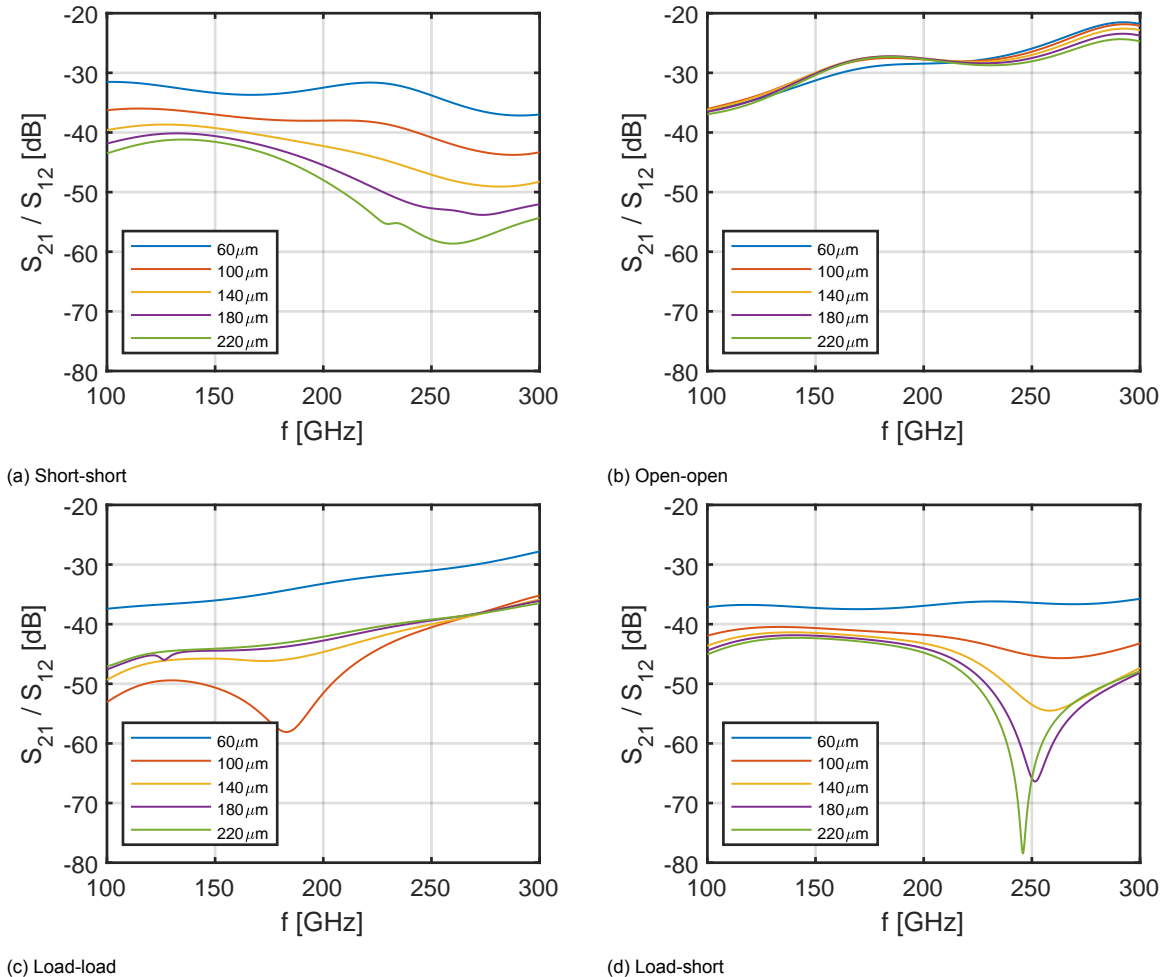 -20
-30
-40
-50
-60
-70
-80
S21 / S12 [dB]
60μm
100μm
140μm
180μm
220μm
100 150 200 250 300
f [GHz]
(a) Short-short
-20
-30
-40
-50
-60
-70
-80
S21 / S12 [dB]
60μm
100μm
140μm
180μm
220μm
100 150 200 250 300
f [GHz]
(b) Open-open
-20
-30
-40
-50
-60
-70
-80
S21 / S12 [dB]
60μm
100μm
140μm
180μm
220μm
100 150 200 250 300
f [GHz]
(c) Load-load
-20
-30
-40
-50
-60
-70
-80
S21 / S12 [dB]
60μm
100μm
140μm
180μm
220μm
100 150 200 250 300
f [GHz]
(d) Load-short